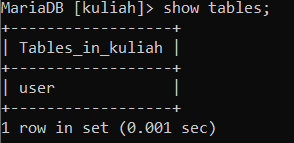 MariaDB [kuliah]> show tables;
+------------------+
| Tables_in_kuliah |
+------------------+
| user             |
+------------------+
1 row in set (0.001 sec)